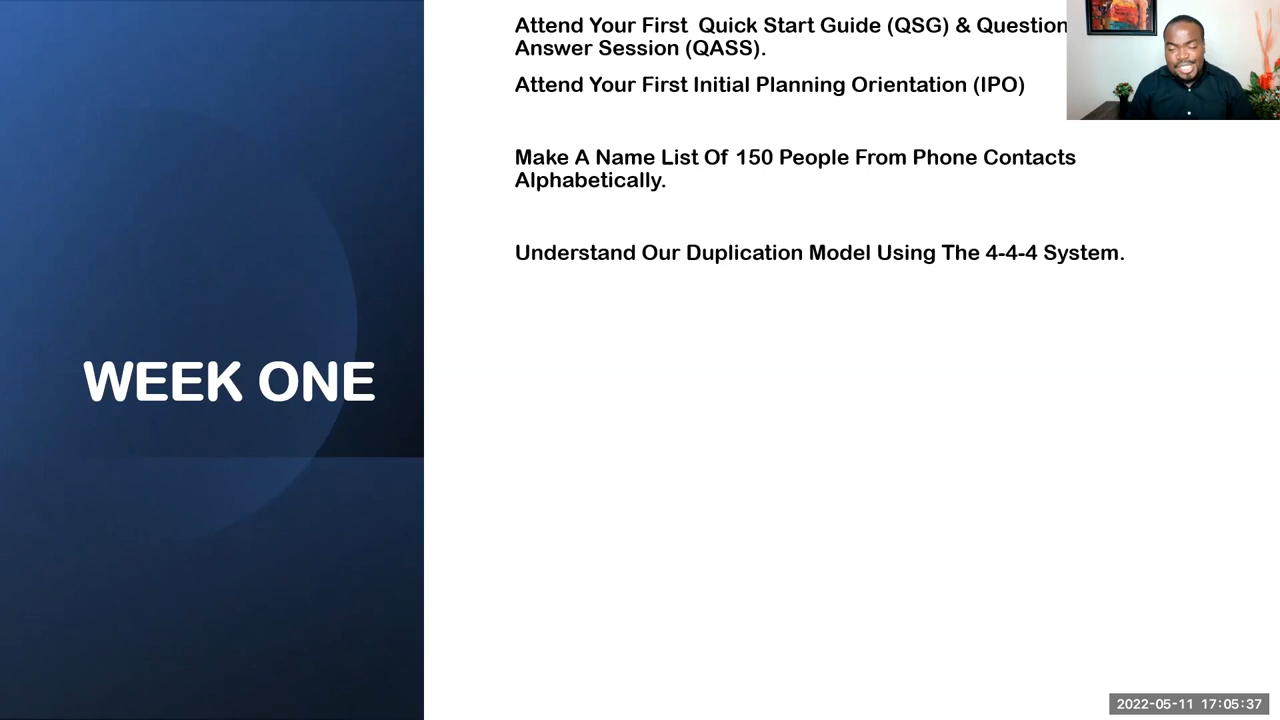 Attend Your First Quick Start Guide (QSG) & Question
Answer Session (QASS).
Attend Your First Initial Planning Orientation (IPO)
Make A Name List Of 150 People From Phone Contacts
Alphabetically.
Understand Our Duplication Model Using The 4-4-4 System.
WEEK ONE
2022-05-11 17:05:37